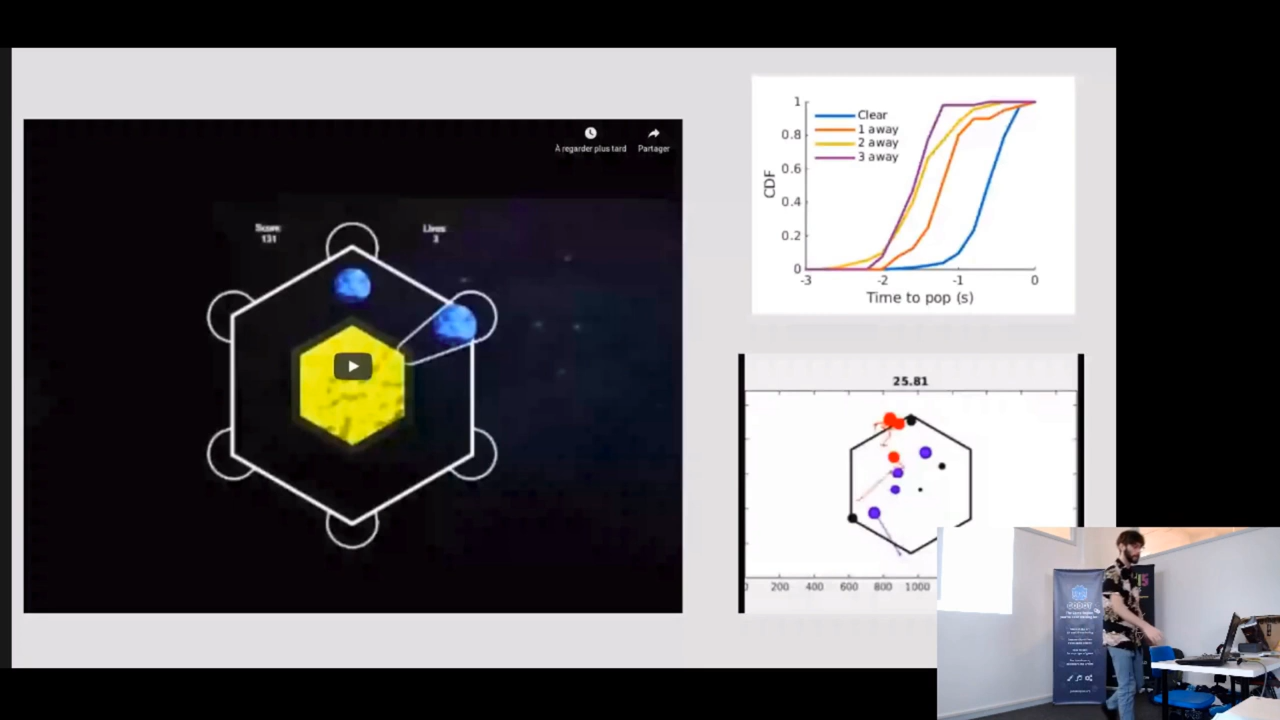 À regarder plus tard
Partager
Score:
131
Lives:
3
1
0.8
0.6
0.4
0.2
0
CDF
Clear
1 away
2 away
3 away
-3
-2
-1
0
Time to pop (s)
25.81
200
400
600
800
1000
GODOT